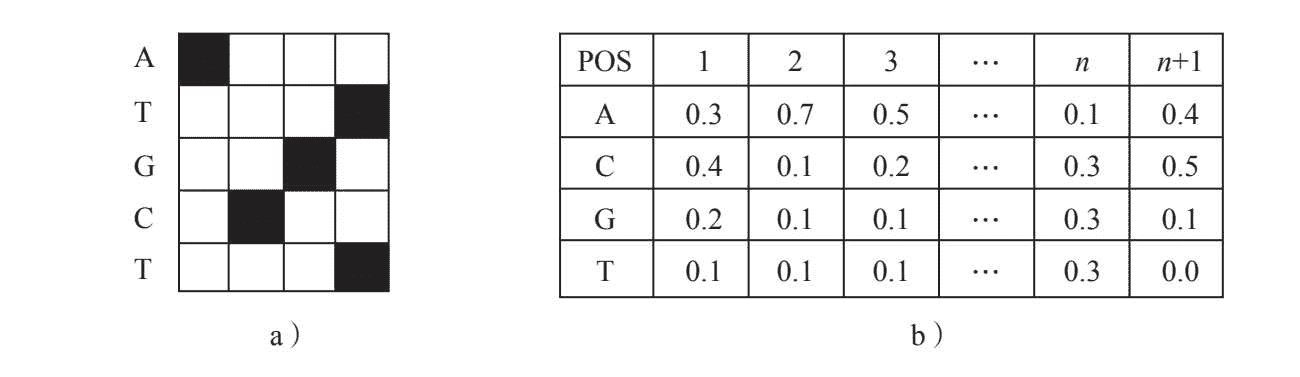 A
T
G
C
T
a）
POS 1 2 3 … n n+1
A 0.3 0.7 0.5 … 0.1 0.4
C 0.4 0.1 0.2 … 0.3 0.5
G 0.2 0.1 0.1 … 0.3 0.1
T 0.1 0.1 0.1 … 0.3 0.0
b）